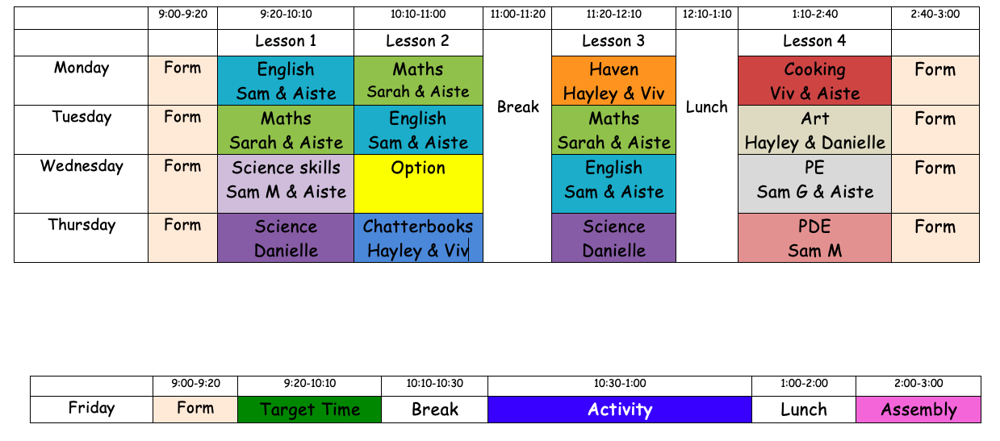 9:00-9:20 9:20-10:10 10:10-11:00 11:00-11:20 11:20-12:10 12:10-1:10 1:10-2:40 2:40-3:00
Lesson 1 Lesson 2 Lesson 3 Lesson 4
Monday Form English Maths Haven Cooking Form
Sam & Aiste Sarah & Aiste Hayley & Viv Viv & Aiste
Break Lunch
Tuesday Form Maths English Maths Art Form
Sarah & Aiste Sam & Aiste Sarah & Aiste Hayley & Danielle
Wednesday Form Science skills Option English PE Form
Sam M & Aiste Sam & Aiste Sam G & Aiste
Thursday Form Science Chatterbooks Science PDE Form
Danielle Hayley & Viv Danielle Sam M
9:00-9:20 9:20-10:10 10:10-10:30 10:30-1:00 1:00-2:00 2:00-3:00
Friday Form Target Time Break Activity Lunch Assembly